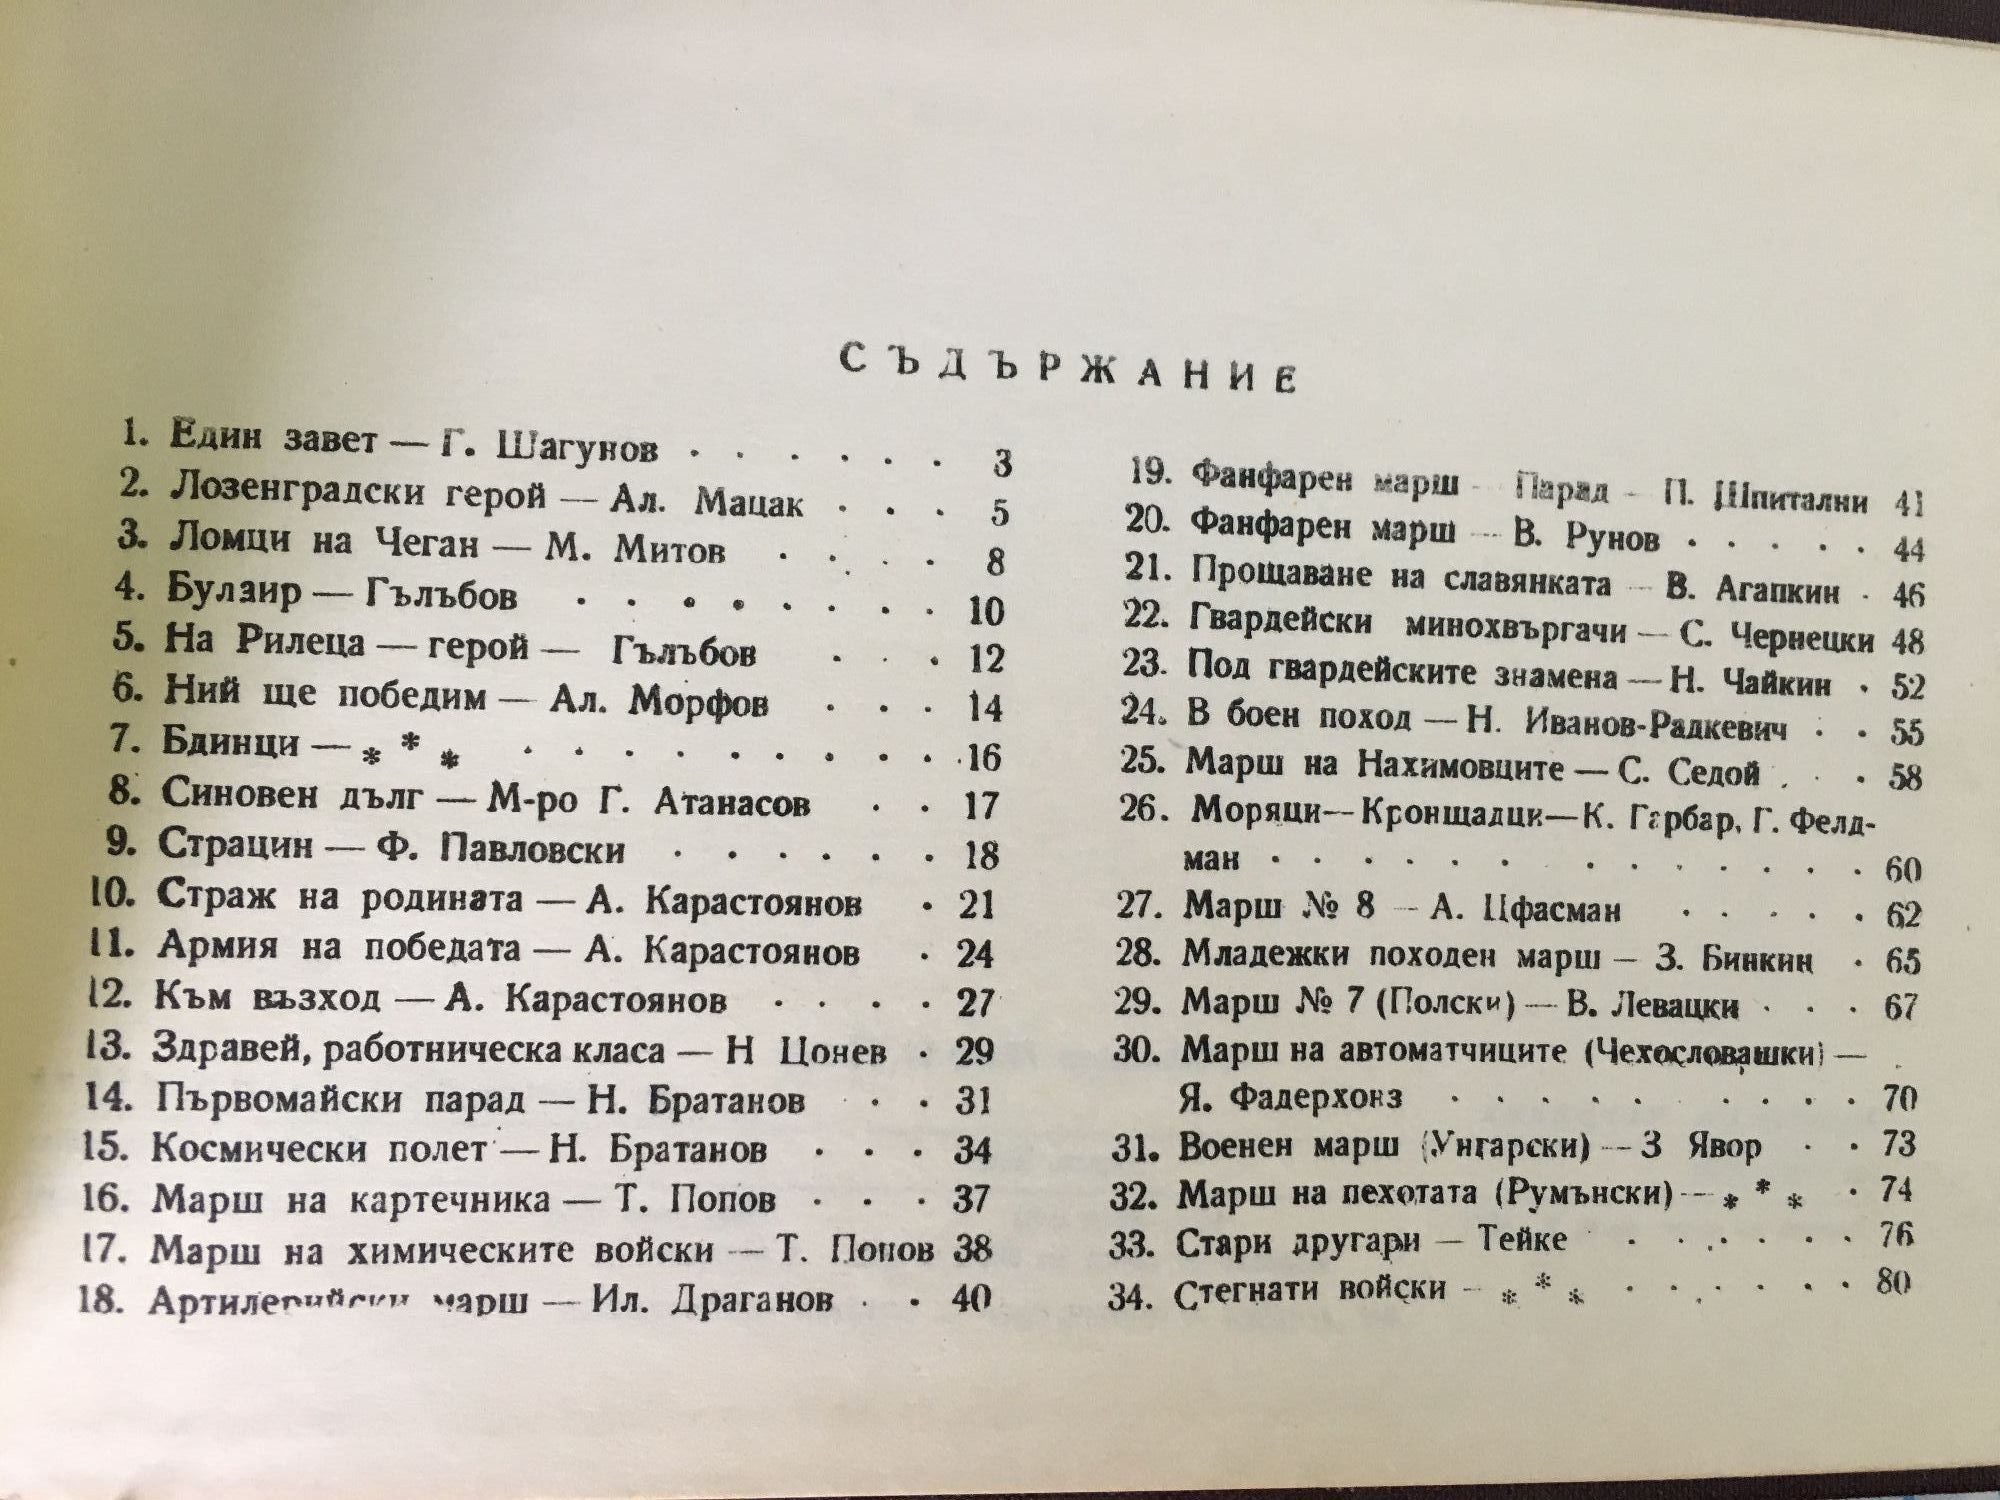 СЪДЪРЖАНИЕ
1. Един завет — Г. Шагунов . . . . . . 3
2. Лозенградски герой — Ал. Мацак . . . 5
3. Ломци на Чеган — М. Митов . . . . 8
4. Булаир — Гълъбов . . . . . . . . 10
5. На Рилеца — герой — Гълъбов . . . 12
6. Ний ще победим — Ал. Морфов . . . 14
7. Бдинци — * * * . . . . . . . . . 16
8. Синовен дълг — М-ро Г. Атанасов . . 17
9. Страцин — Ф. Павловски . . . . . . 18
10. Страж на родината — А. Карастоянов . 21
11. Армия на победата — А. Карастоянов . 24
12. Към възход — А. Карастоянов . . . . 27
13. Здравей, работническа класа — Н Цонев . 29
14. Първомайски парад — Н. Братанов . . 31
15. Космически полет — Н. Братанов . . . 34
16. Марш на картечника — Т. Попов . . . 37
17. Марш на химическите войски — Т. Попов 38
18. Артилерийски марш — Ил. Драганов . . 40
19. Фанфарен марш - Парад - П. Шпитални 41
20. Фанфарен марш — В. Рунов . . . . . 44
21. Прощаване на славянката — В. Агапкин . 46
22. Гвардейски минохвъргачи — С. Чернецки 48
23. Под гвардейските знамена — Н. Чайкин . 52
24. В боен поход — Н. Иванов-Радкевич . . 55
25. Марш на Нахимовците — С. Седой . . . 58
26. Моряци—Кронщадци—К. Гарбар, Г. Фелд-
ман . . . . . . . . . . . . 60
27. Марш № 8 — А. Цфасман . . . . . 62
28. Младежки походен марш — З. Бинкин . 65
29. Марш № 7 (Полски) — В. Левацки . . . 67
30. Марш на автоматчиците (Чехословашки) —
Я. Фадерхонз . . . . . . . . . 70
31. Военен марш (Унгарски) — З Явор . . 73
32. Марш на пехотата (Румънски) — * * * . 74
33. Стари другари — Тейке . . . . . . 76
34. Стегнати войски — * * * . . . . . . 80